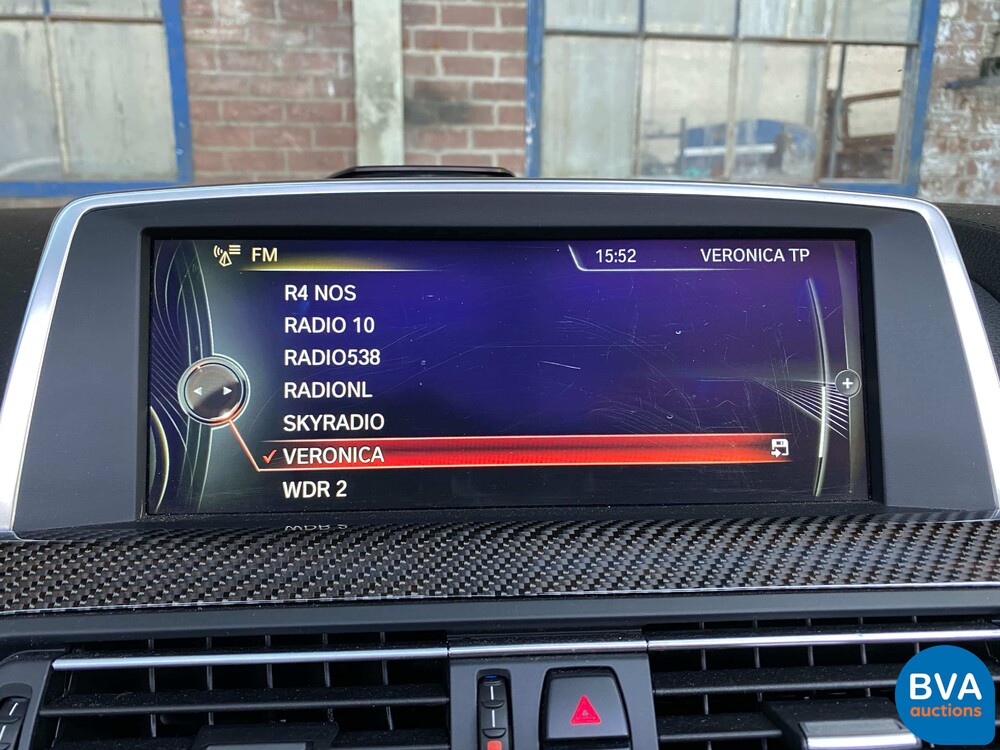 FM 15:52 VERONICA TP
R4 NOS
RADIO 10
RADIO538
RADIONL
SKYRADIO
✓ VERONICA
WDR 2
BVA
auctions